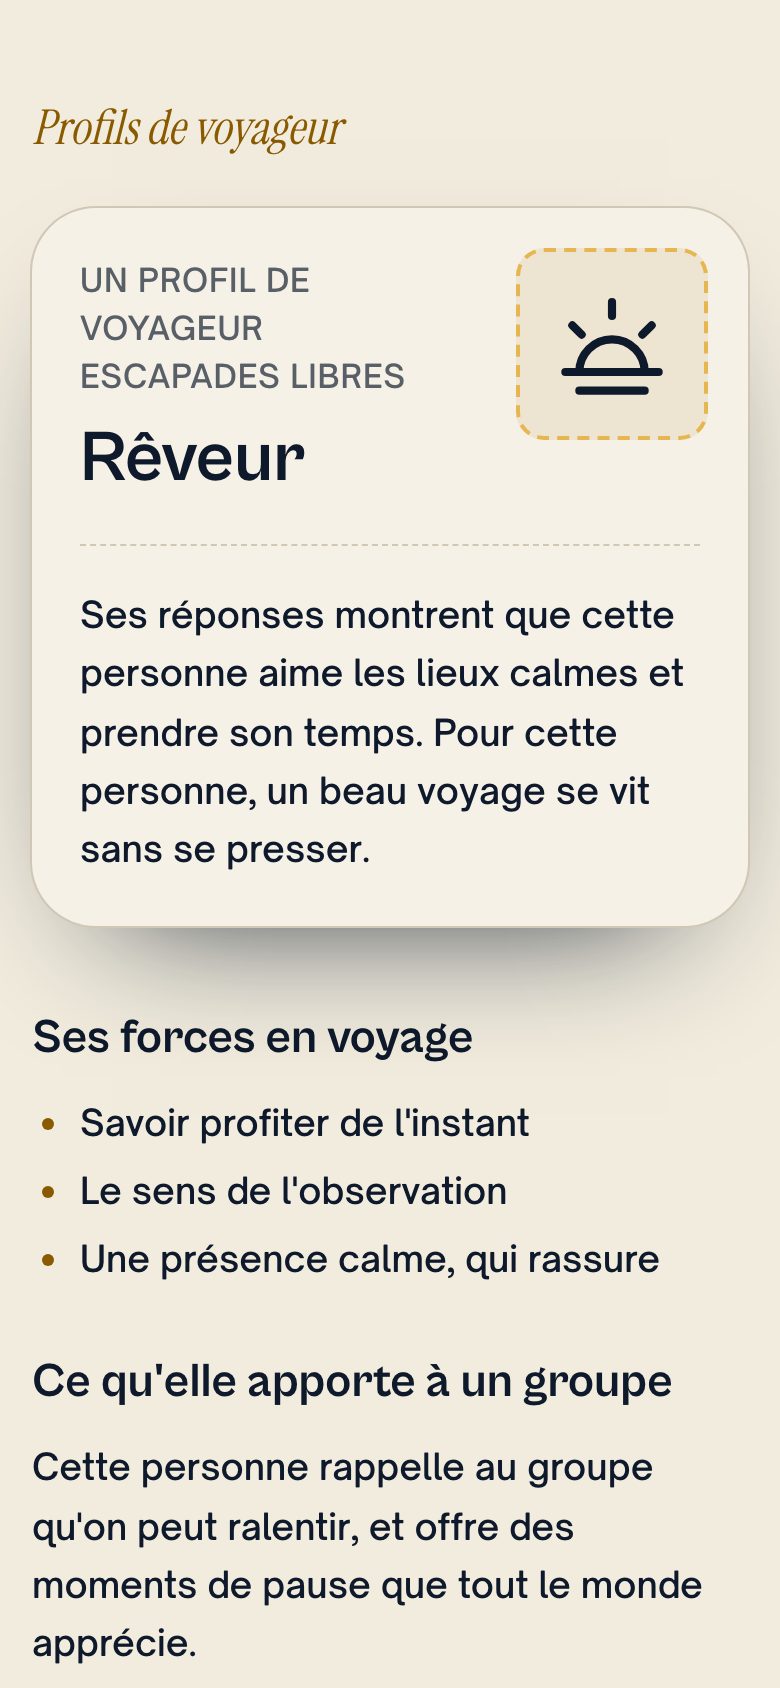 Profils de voyageur
UN PROFIL DE
VOYAGEUR
ESCAPADES LIBRES
Rêveur
Ses réponses montrent que cette
personne aime les lieux calmes et
prendre son temps. Pour cette
personne, un beau voyage se vit
sans se presser.
Ses forces en voyage
• Savoir profiter de l'instant
• Le sens de l'observation
• Une présence calme, qui rassure
Ce qu'elle apporte à un groupe
Cette personne rappelle au groupe
qu'on peut ralentir, et offre des
moments de pause que tout le monde
apprécie.